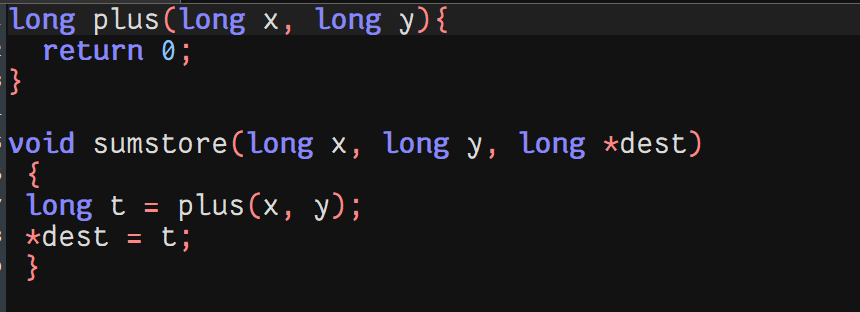 long plus(long x, long y){
  return 0;
}

void sumstore(long x, long y, long *dest)
 {
 long t = plus(x, y);
 *dest = t;
 }